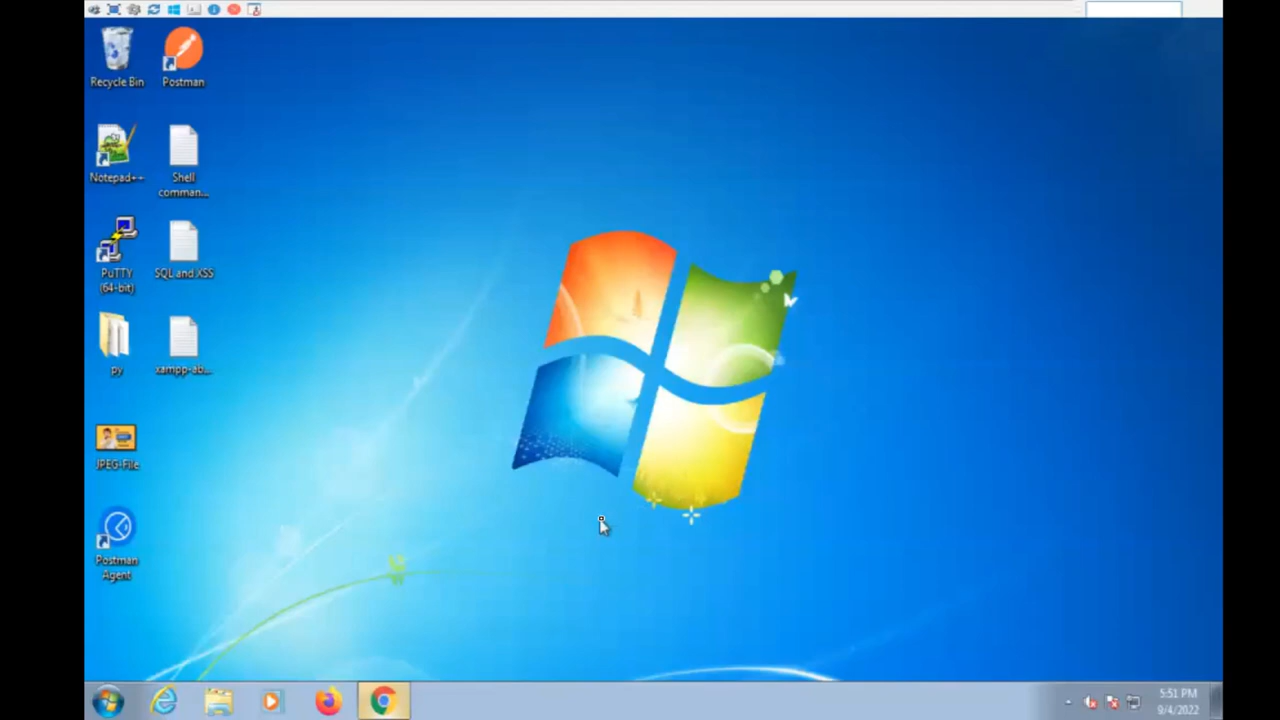 Recycle Bin
Postman
Notepad++
Shell
comman...
PuTTY
(64-bit)
SQL and XSS
py
xampp-ab...
JPEG-File
Postman
Agent
5:51 PM
9/4/2022